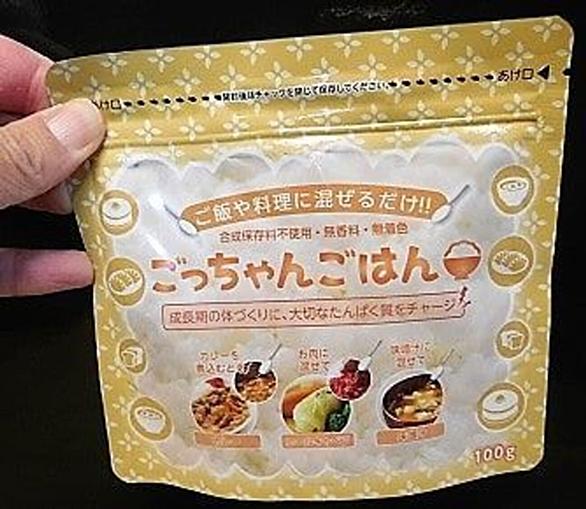 あけ口
開封後はチャックを閉じて保存してください。
あけ口
ご飯や料理に混ぜるだけ!!
合成保存料不使用・無香料・無着色
ごっちゃんごはん
成長期の体づくりに、大切なたんぱく質をチャージ
カレーを
煮込むとき
お肉に
混ぜて
味噌汁に
混ぜて
100g